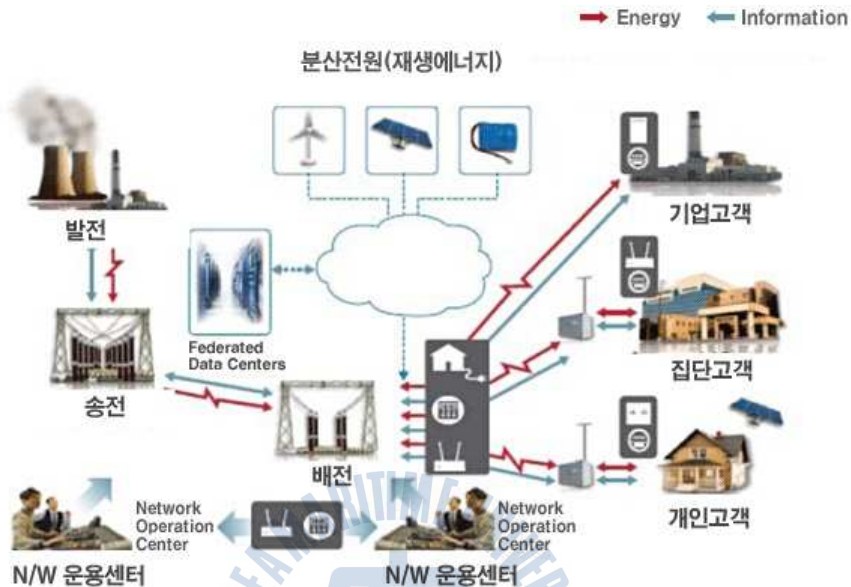 Energy
Information
분산전원(재생에너지)
발전
기업고객
Federated
Data Centers
송전
집단고객
배전
개인고객
Network
Operation
Center
Network
Operation
Center
N/W 운용센터
N/W 운용센터